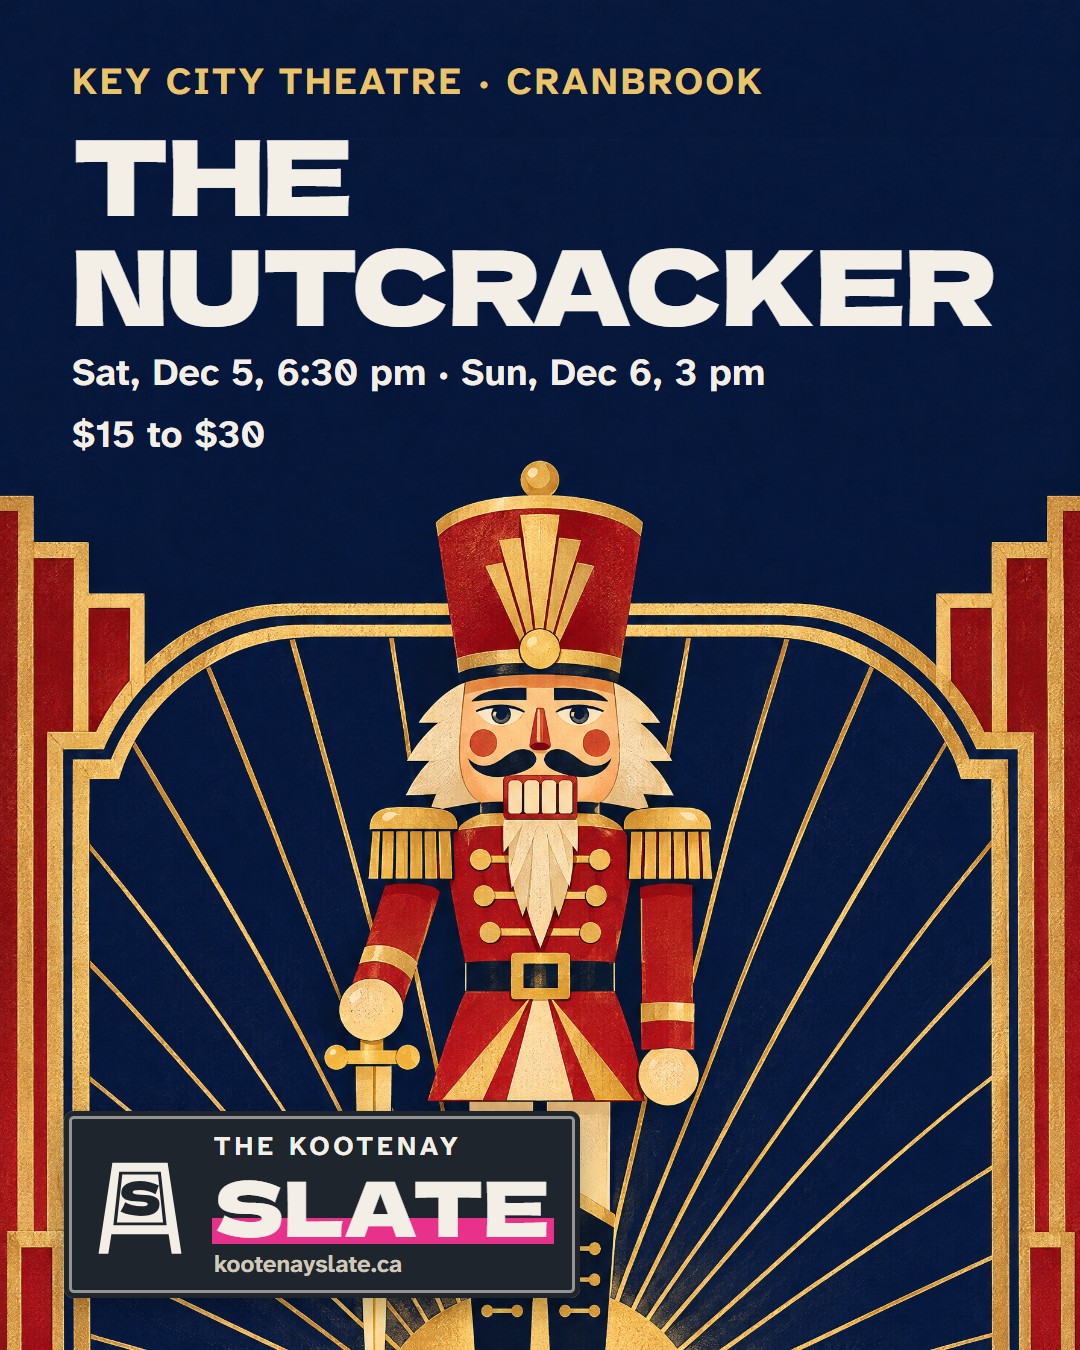 KEY CITY THEATRE · CRANBROOK
THE
NUTCRACKER
Sat, Dec 5, 6:30 pm · Sun, Dec 6, 3 pm
$15 to $30
S
THE KOOTENAY
SLATE
kootenayslate.ca